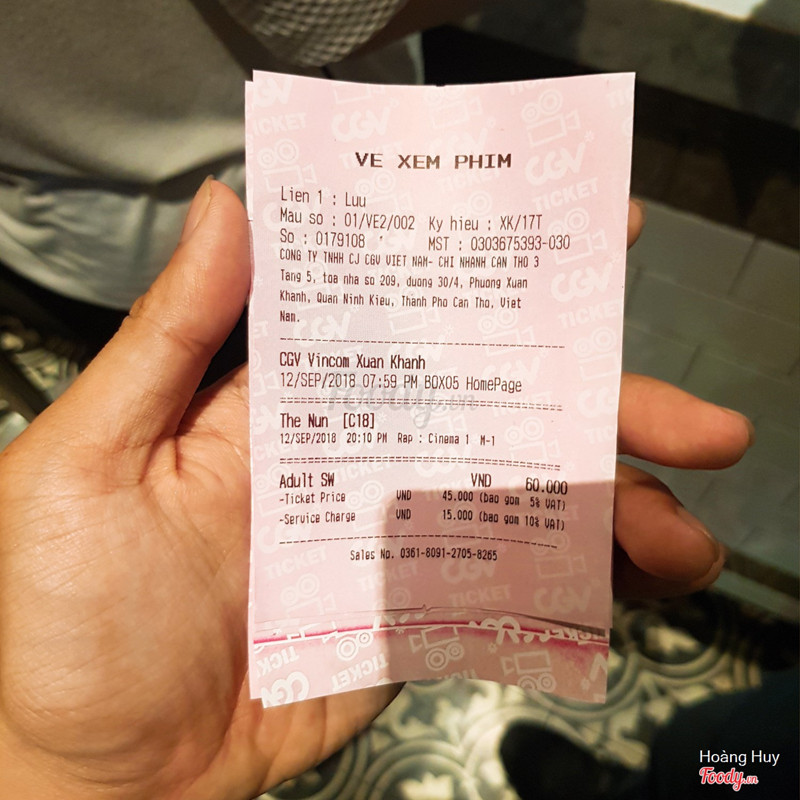 VE XEM PHIM
Lien 1 : Luu
Mau so : 01/VE2/002 Ky hieu : XK/17T
So : 0179108 MST : 0303675393-030
CONG TY TNHH CJ CGV VIET NAM- CHI NHANH CAN THO 3
Tang 5, toa nha so 209, duong 30/4, Phuong Xuan
Khanh, Quan Ninh Kieu, Thanh Pho Can Tho, Viet
Nam.
CGV Vincom Xuan Khanh
12/SEP/2018 07:59 PM BOX05 HomePage
The Nun [C18]
12/SEP/2018 20:10 PM Rap : Cinema 1 M-1
Adult SW VND 60.000
-Ticket Price VND 45.000 (bao gom 5% VAT)
-Service Charge VND 15.000 (bao gom 10% VAT)
Sales No. 0361-8091-2705-8265
CGV
TICKET
Foody.vn
Hoàng Huy
Foody.vn